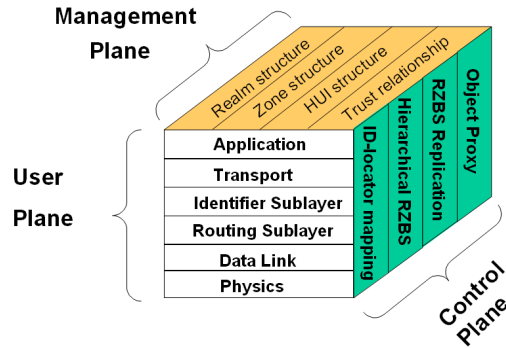 Management
Plane
Realm structure
Zone structure
HUI structure
Trust relationship
User
Plane
Application
Transport
Identifier Sublayer
Routing Sublayer
Data Link
Physics
ID-locator mapping
Hierarchical RZBS
RZBS Replication
Object Proxy
Control
Plane